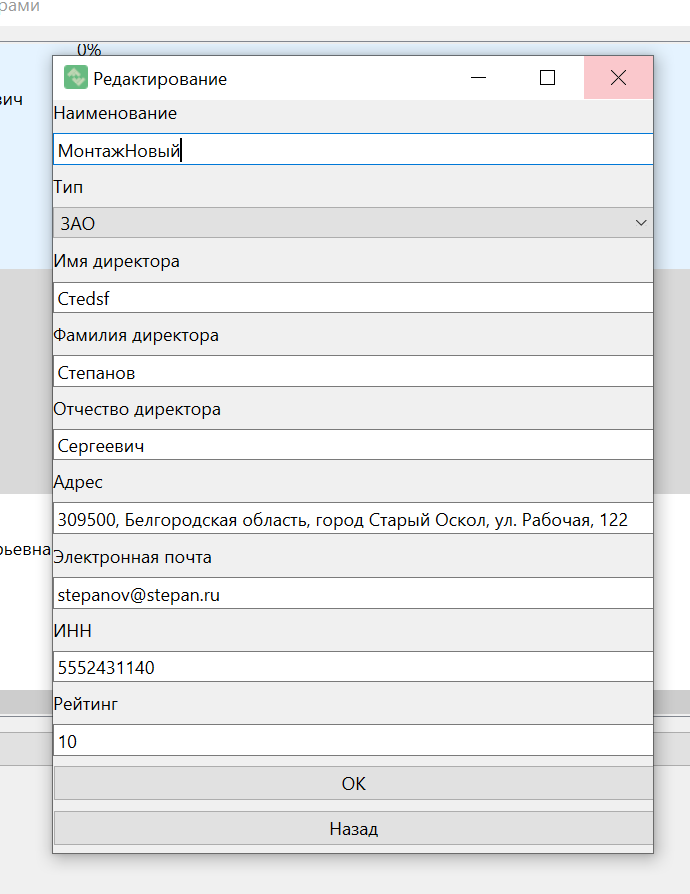 рами
0%
вич
Редактирование
Наименование
МонтажНовый
Тип
ЗАО
Имя директора
Стedsf
Фамилия директора
Степанов
Отчество директора
Сергеевич
Адрес
309500, Белгородская область, город Старый Оскол, ул. Рабочая, 122
рьевна
Электронная почта
stepanov@stepan.ru
ИНН
5552431140
Рейтинг
10
OK
Назад